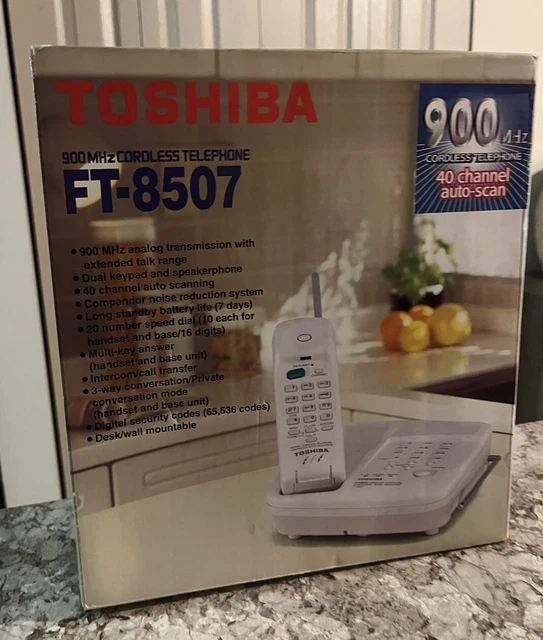 TOSHIBA
900 MHz CORDLESS TELEPHONE
FT-8507
900 MHz
CORDLESS TELEPHONE
40 channel
auto-scan
• 900 MHz analog transmission with
extended talk range
• Dual keypad and speakerphone
• 40 channel auto scanning
• Compandor noise reduction system
• Long standby battery life (7 days)
• 20 number speed dial (10 each for
handset and base/16 digits)
• Multi-key answer
(handset and base unit)
• Intercom/call transfer
• 3-way conversation/Private
conversation mode
(handset and base unit)
• Digital security codes (65,536 codes)
• Desk/wall mountable
TOSHIBA
TOSHIBA